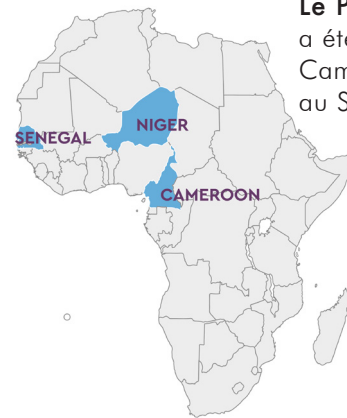 Le P
a été
Cam
au S
NIGER
SENEGAL
CAMEROON